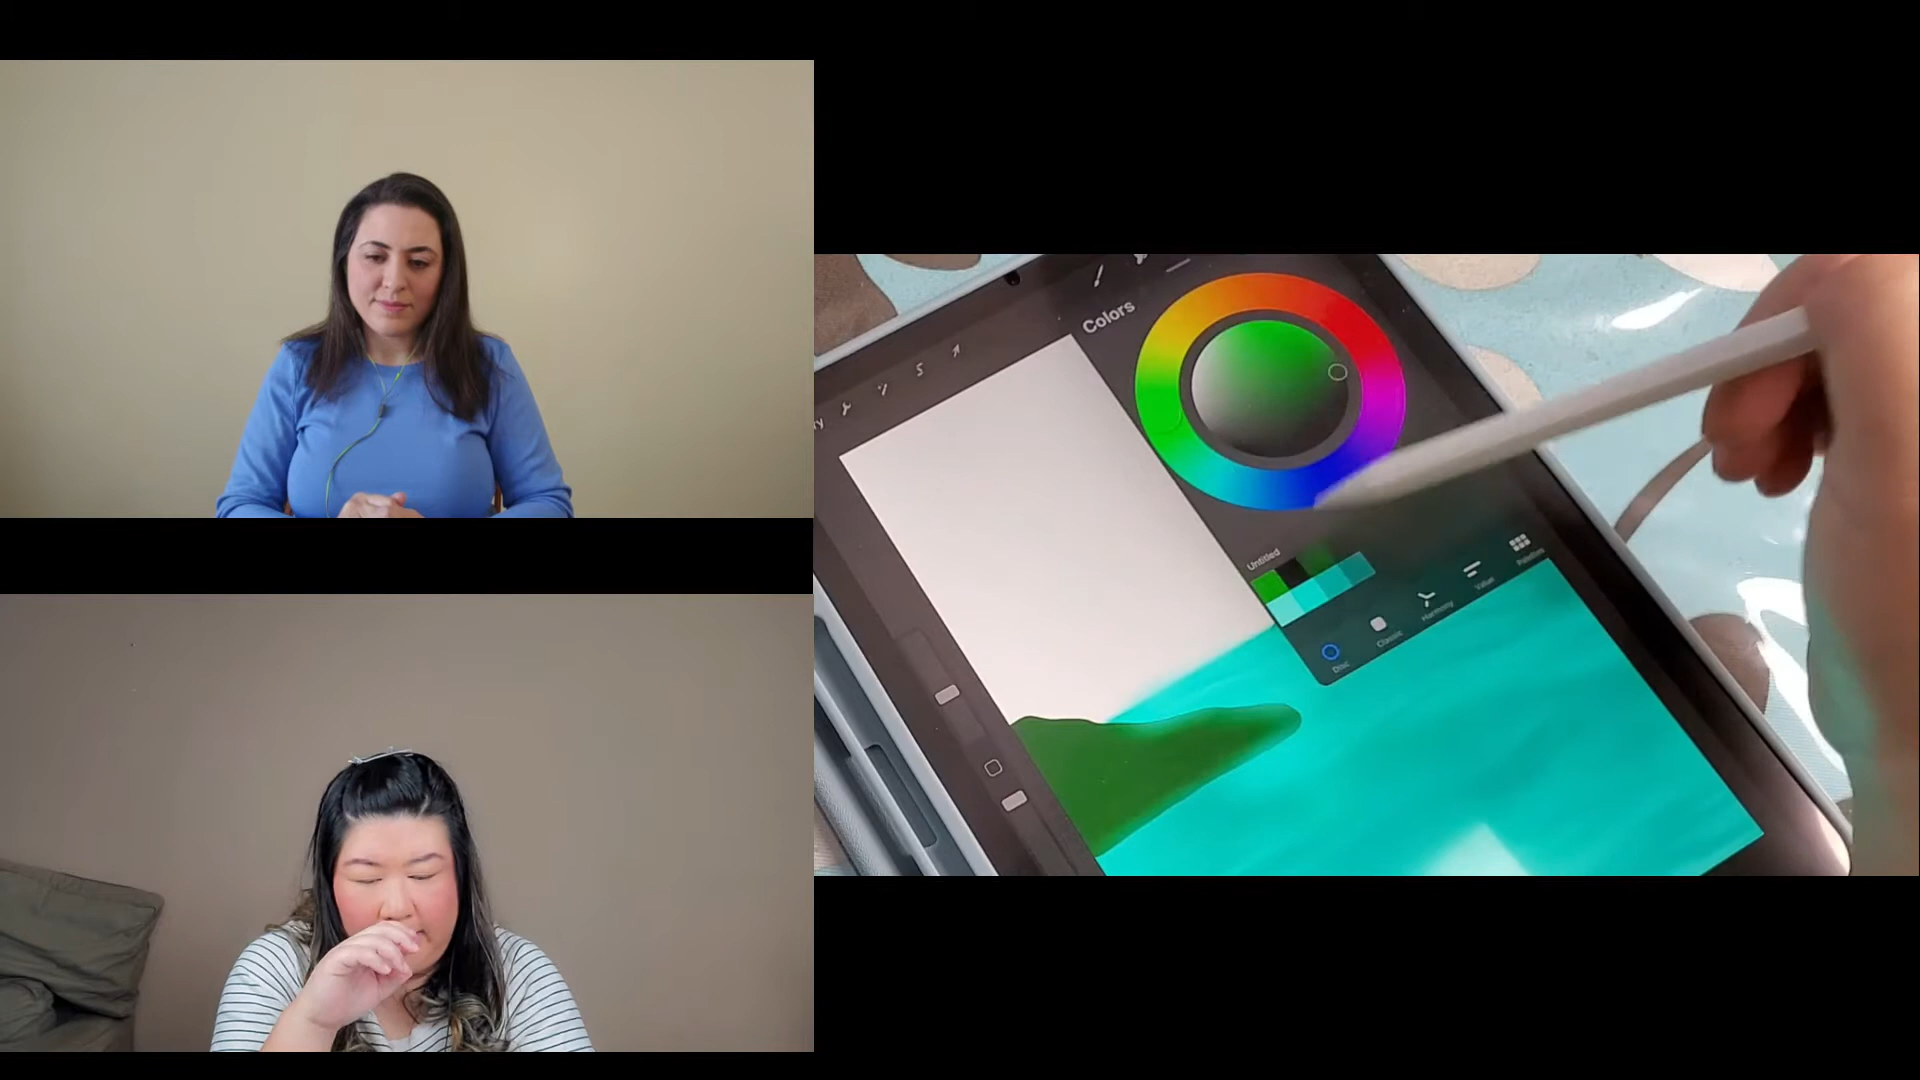 Colors
S
Untitled
Disc
Classic
Harmony
Value
Palettes